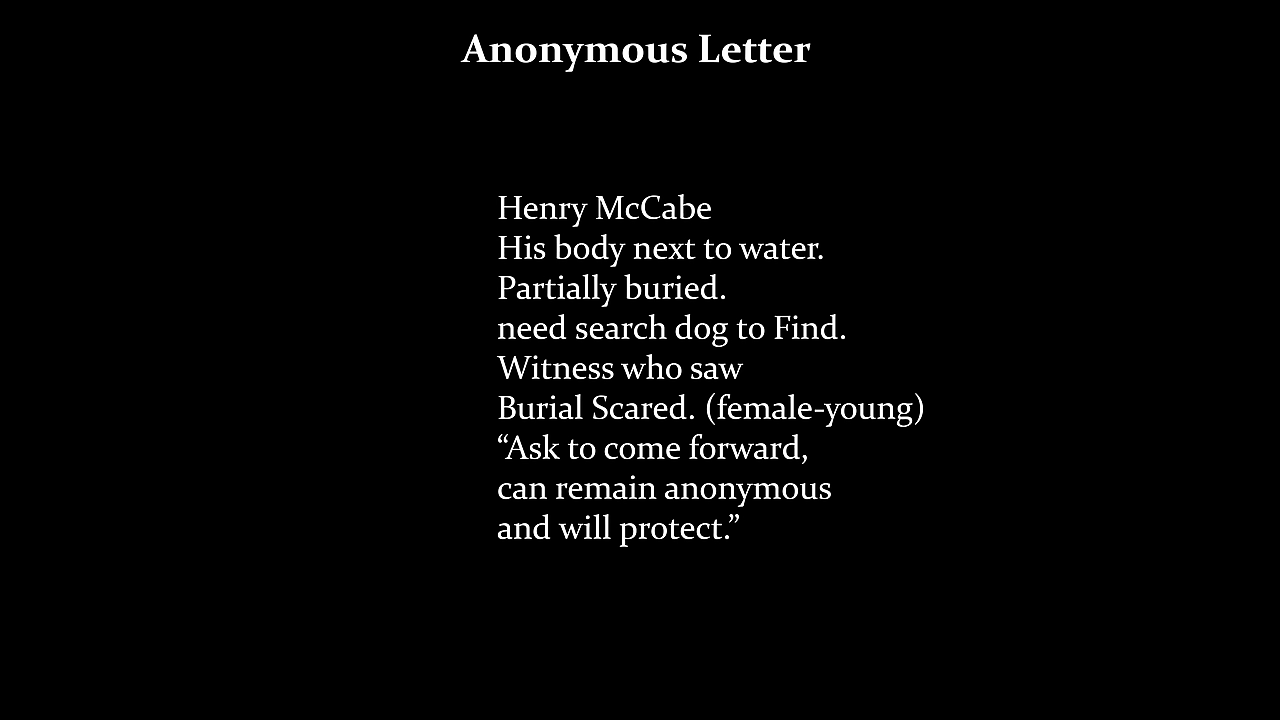 Anonymous Letter
Henry McCabe
His body next to water.
Partially buried.
need search dog to Find.
Witness who saw
Burial Scared. (female-young)
“Ask to come forward,
can remain anonymous
and will protect.”